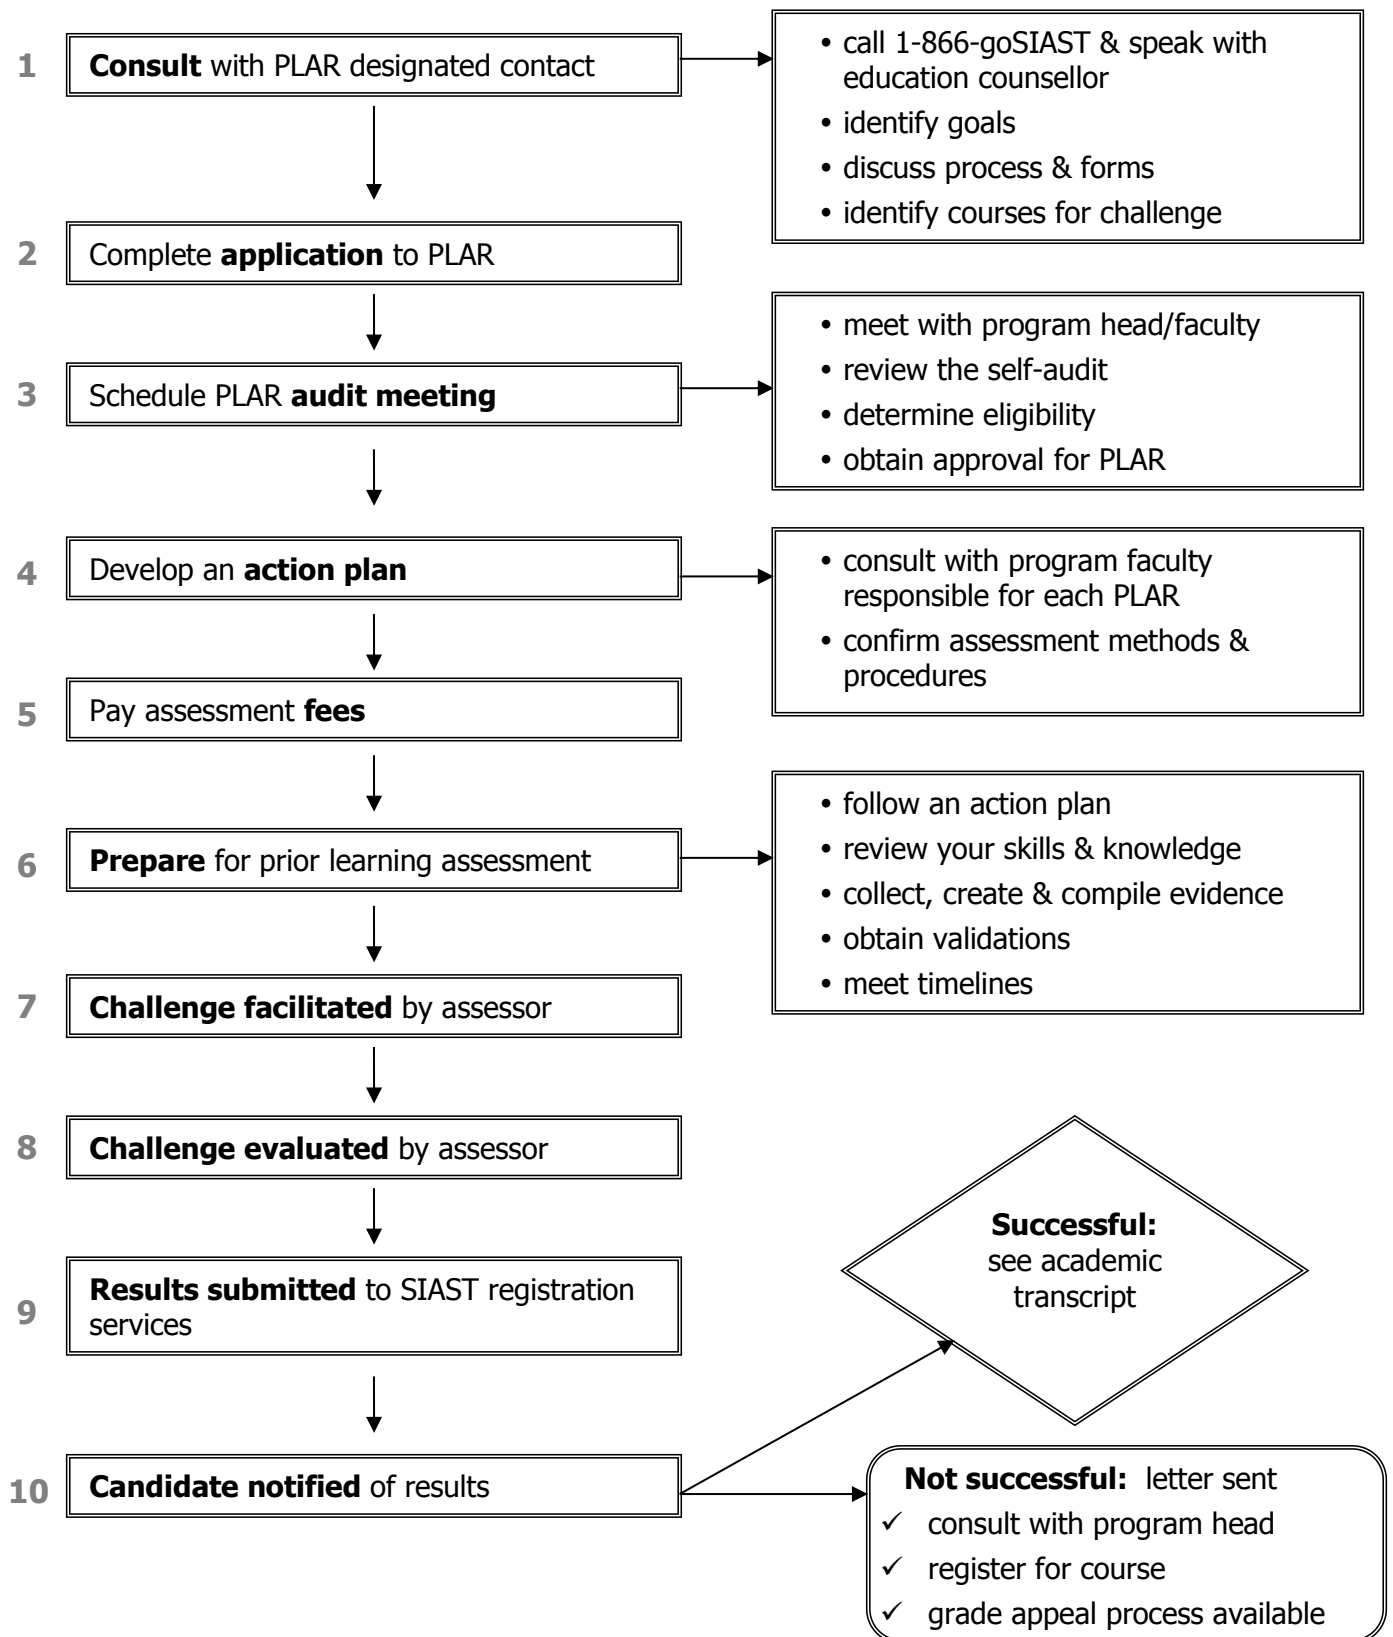 1
Consult with PLAR designated contact
• call 1-866-goSIAST & speak with
education counsellor
• identify goals
• discuss process & forms
• identify courses for challenge
2
Complete application to PLAR
3
Schedule PLAR audit meeting
• meet with program head/faculty
• review the self-audit
• determine eligibility
• obtain approval for PLAR
4
Develop an action plan
• consult with program faculty
responsible for each PLAR
• confirm assessment methods &
procedures
5
Pay assessment fees
6
Prepare for prior learning assessment
• follow an action plan
• review your skills & knowledge
• collect, create & compile evidence
• obtain validations
• meet timelines
7
Challenge facilitated by assessor
8
Challenge evaluated by assessor
9
Results submitted to SIAST registration
services
Successful:
see academic
transcript
10
Candidate notified of results
Not successful: letter sent
✓ consult with program head
✓ register for course
✓ grade appeal process available